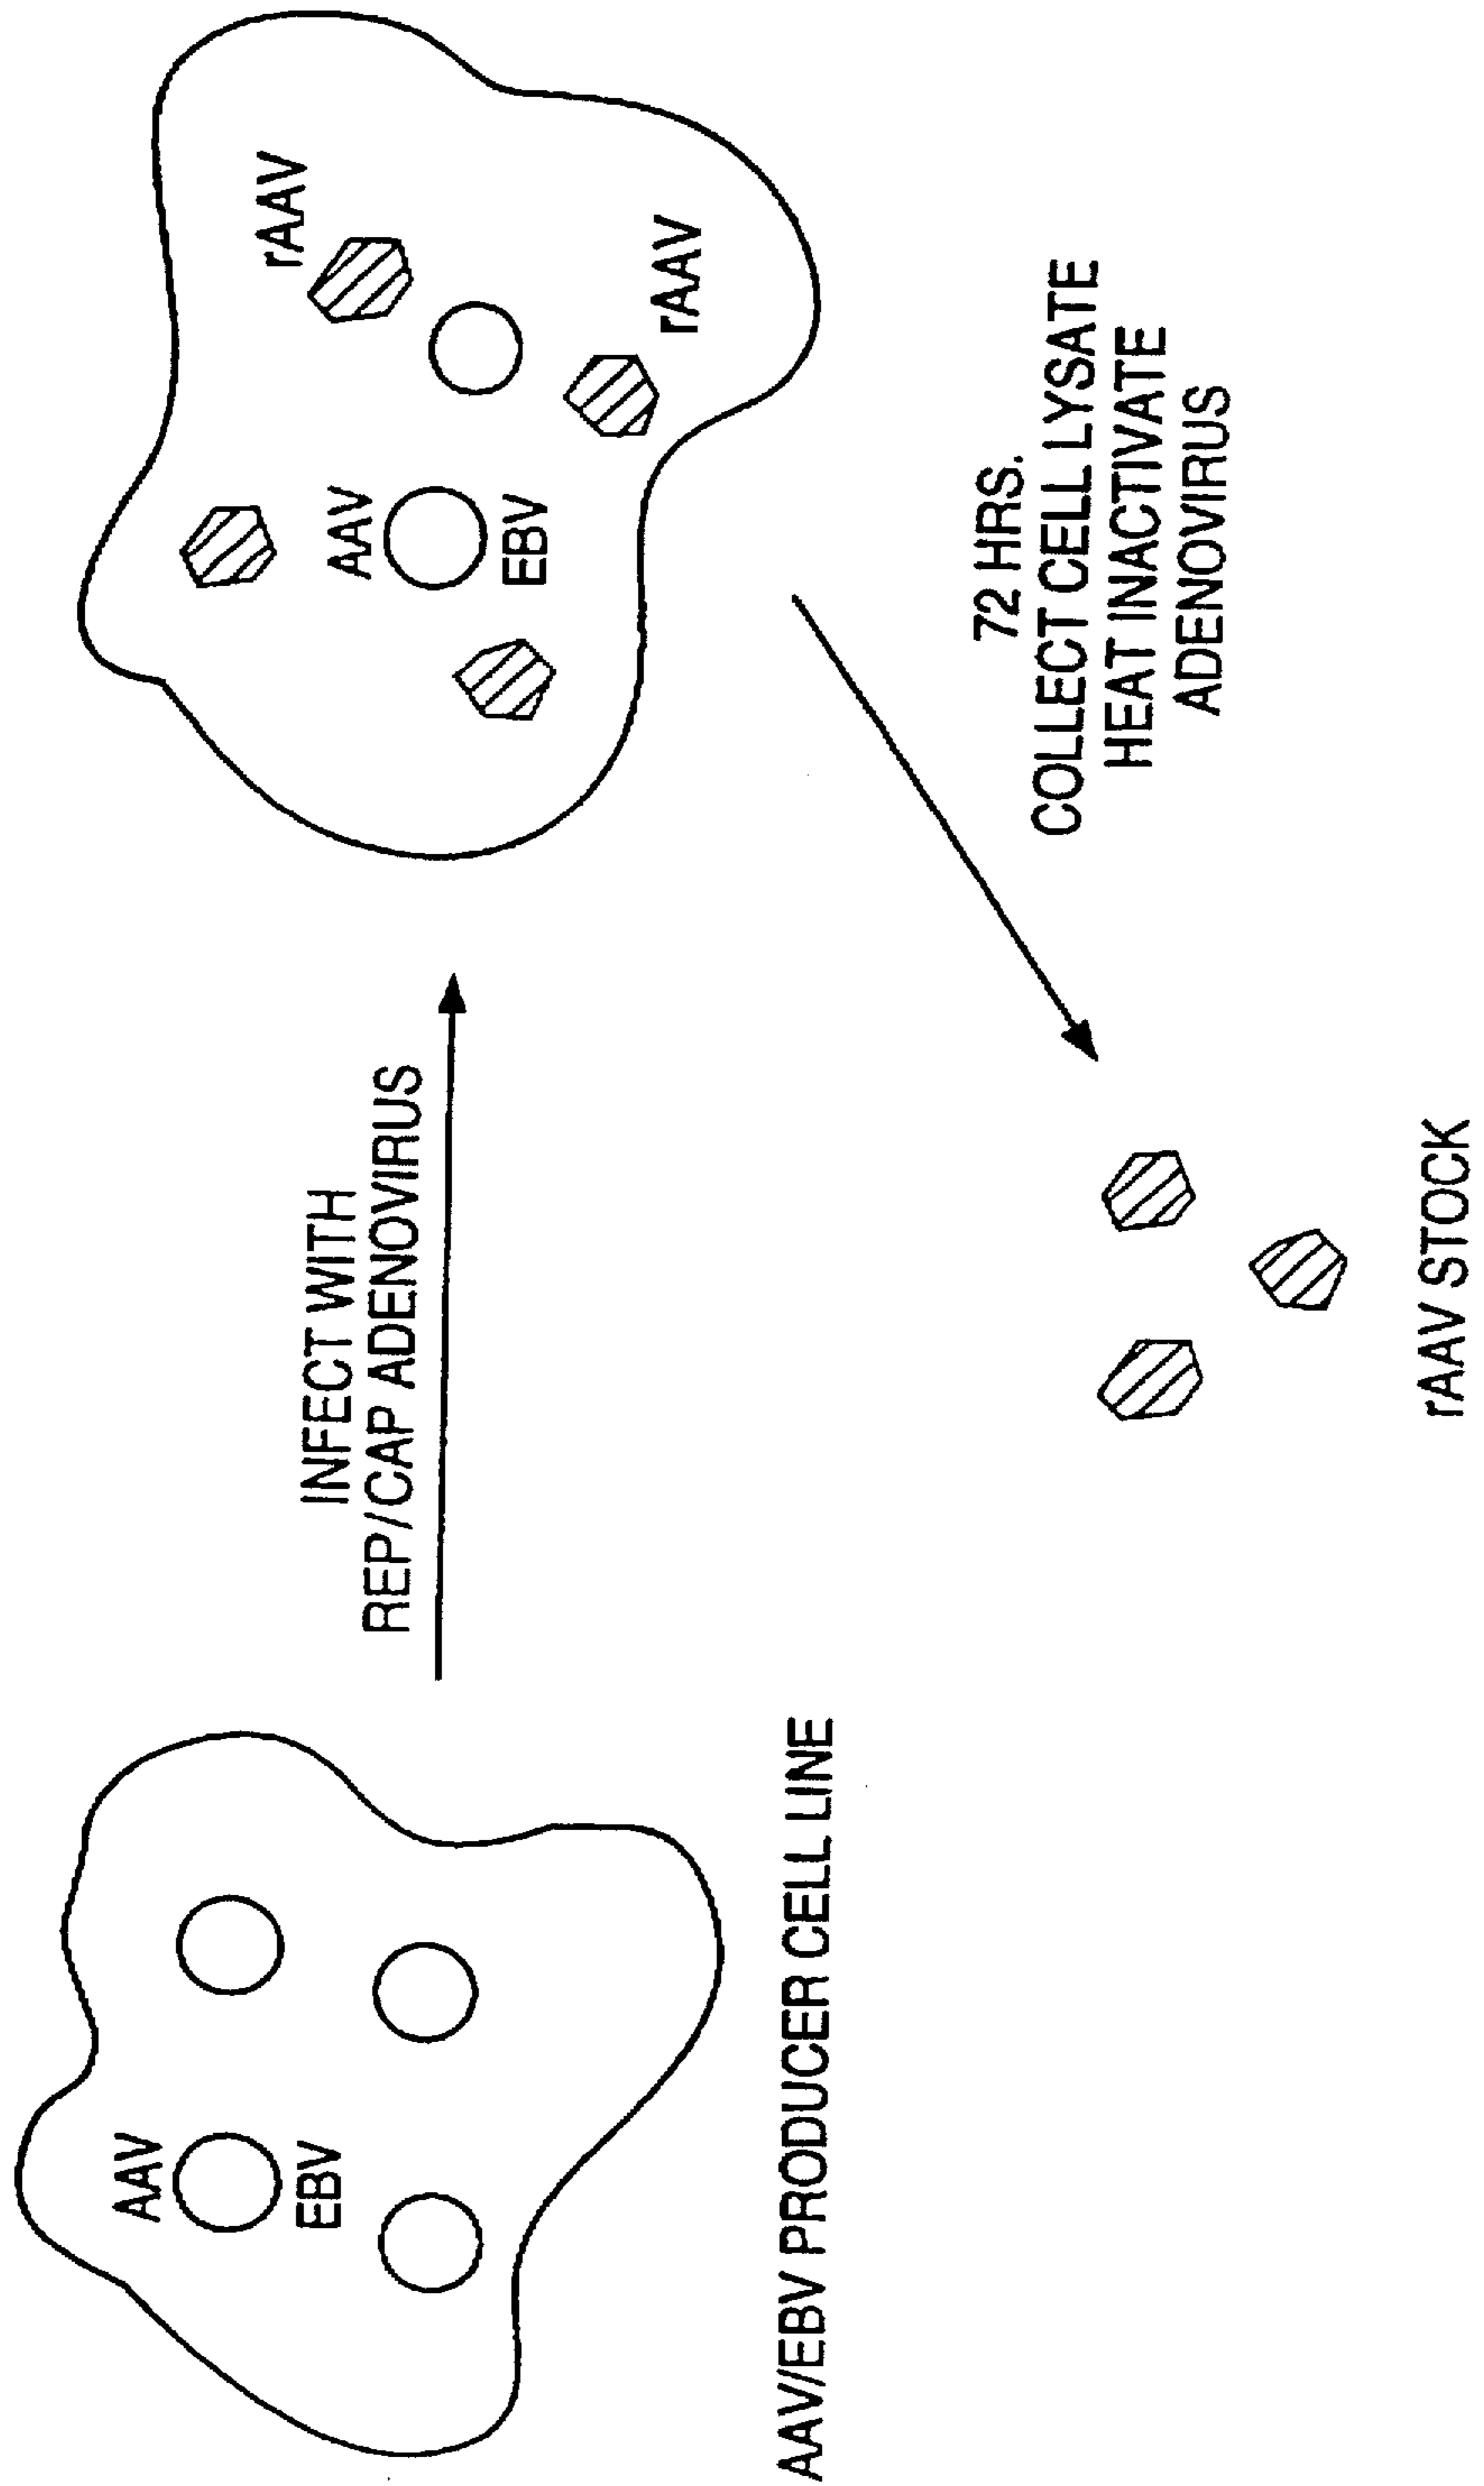 AAV
EBV
AAV/EBV PRODUCER CELL LINE
INFECT WITH
REP/CAP ADENOVIRUS
rAAV
AAV
EBV
rAAV
72 HRS.
COLLECT CELL LYSATE
HEAT INACTIVATE
ADENOVIRUS
rAAV STOCK